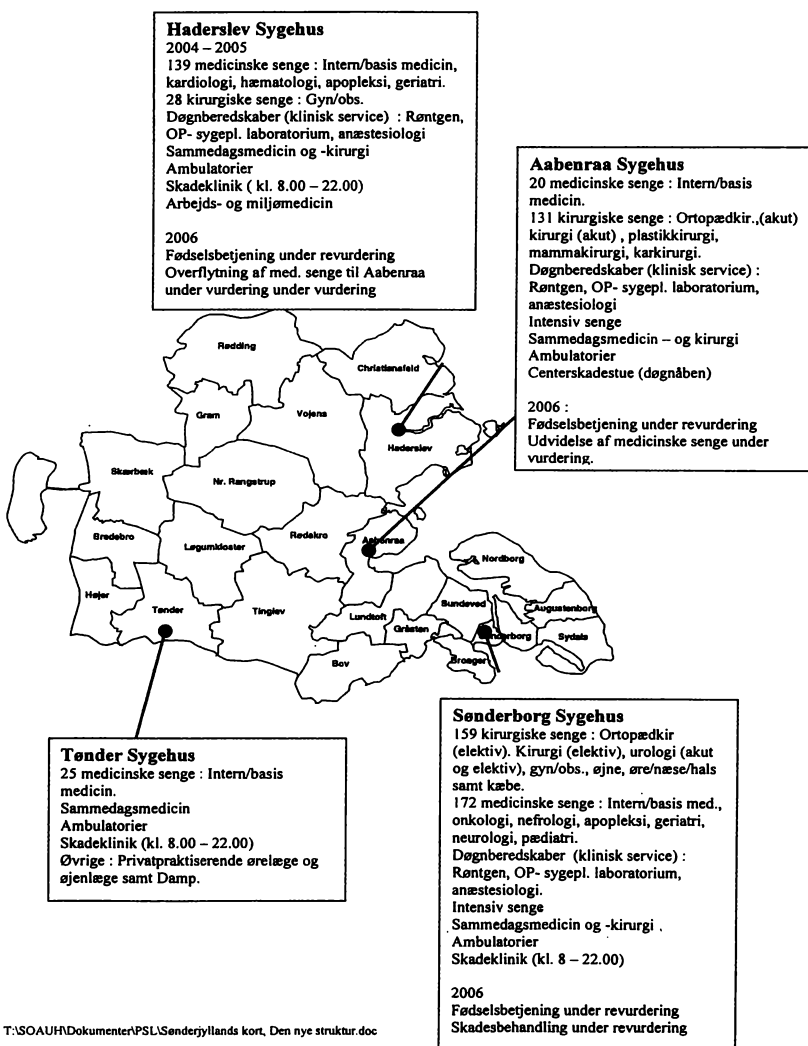 Haderslev Sygehus
2004 – 2005
139 medicinske senge : Intern/basis medicin,
kardiologi, hæmatologi, apopleksi, geriatri.
28 kirurgiske senge : Gyn/obs.
Døgnberedskaber (klinisk service) : Røntgen,
OP- sygepl. laboratorium, anæstesiologi
Sammedagsmedicin og -kirurgi
Ambulatorier
Skadeklinik ( kl. 8.00 – 22.00)
Arbejds- og miljømedicin
2006
Fødselsbetjening under revurdering
Overflytning af med. senge til Aabenraa
under vurdering under vurdering
Aabenraa Sygehus
20 medicinske senge : Intern/basis
medicin.
131 kirurgiske senge : Ortopædkir.,(akut)
kirurgi (akut) , plastikkirurgi,
mammakirurgi, karkirurgi.
Døgnberedskaber (klinisk service) :
Røntgen, OP- sygepl. laboratorium,
anæstesiologi
Intensiv senge
Sammedagsmedicin – og kirurgi
Ambulatorier
Centerskadestue (døgnåben)
2006 :
Fødselsbetjening under revurdering
Udvidelse af medicinske senge under
vurdering.
Rødding
Christiansfeld
Gram
Vojens
Haderslev
Skærbæk
Nr. Rangstrup
Bredebro
Løgumkloster
Rødekro
Aabenraa
Nordborg
Højer
Tønder
Tinglev
Lundtoft
Gråsten
Sundeved
Augustenborg
Sønderborg
Sydals
Bov
Broager
Tønder Sygehus
25 medicinske senge : Intern/basis
medicin.
Sammedagsmedicin
Ambulatorier
Skadeklinik (kl. 8.00 – 22.00)
Øvrige : Privatpraktiserende ørelæge og
øjenlæge samt Damp.
Sønderborg Sygehus
159 kirurgiske senge : Ortopædkir
(elektiv). Kirurgi (elektiv), urologi (akut
og elektiv), gyn/obs., øjne, øre/næse/hals
samt kæbe.
172 medicinske senge : Intern/basis med.,
onkologi, nefrologi, apopleksi, geriatri,
neurologi, pædiatri.
Døgnberedskaber (klinisk service) :
Røntgen, OP- sygepl. laboratorium,
anæstesiologi.
Intensiv senge
Sammedagsmedicin og -kirurgi .
Ambulatorier
Skadeklinik (kl. 8 – 22.00)
2006
Fødselsbetjening under revurdering
Skadesbehandling under revurdering
T:\SOAUH\Dokumenter\PSL\Sønderjyllands kort, Den nye struktur.doc